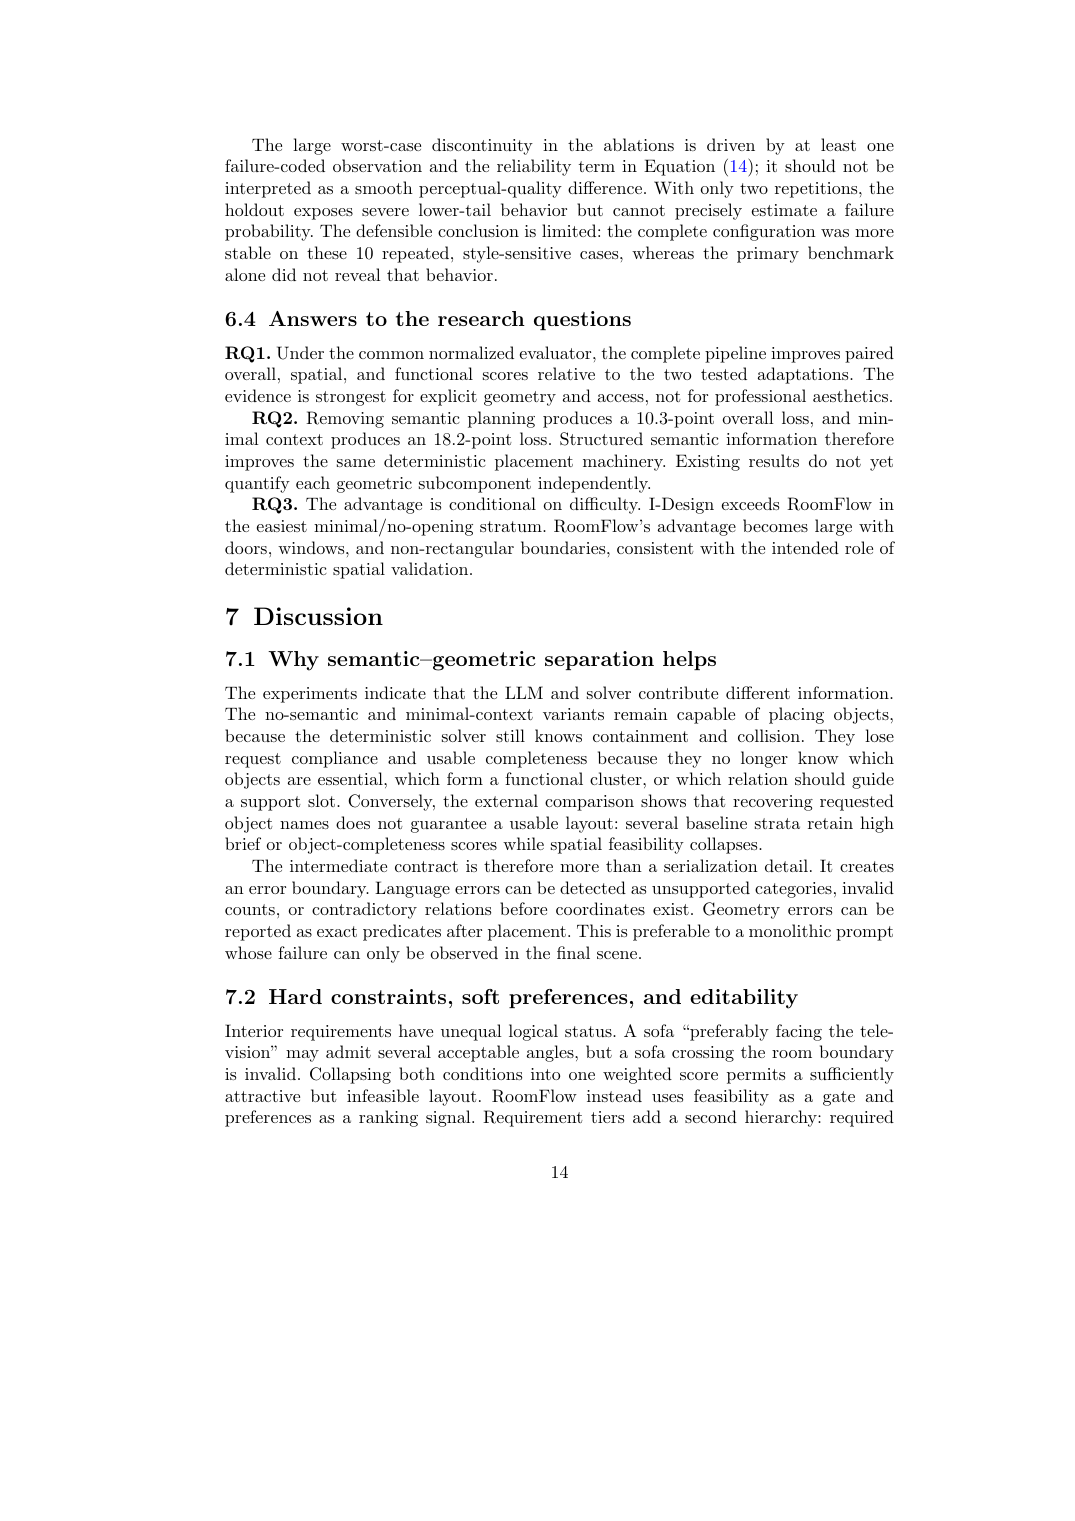 The large worst-case discontinuity in the ablations is driven by at least one
failure-coded observation and the reliability term in Equation (14); it should not be
interpreted as a smooth perceptual-quality difference. With only two repetitions, the
holdout exposes severe lower-tail behavior but cannot precisely estimate a failure
probability. The defensible conclusion is limited: the complete configuration was more
stable on these 10 repeated, style-sensitive cases, whereas the primary benchmark
alone did not reveal that behavior.
6.4 Answers to the research questions
RQ1. Under the common normalized evaluator, the complete pipeline improves paired
overall, spatial, and functional scores relative to the two tested adaptations. The
evidence is strongest for explicit geometry and access, not for professional aesthetics.
RQ2. Removing semantic planning produces a 10.3-point overall loss, and min-
imal context produces an 18.2-point loss. Structured semantic information therefore
improves the same deterministic placement machinery. Existing results do not yet
quantify each geometric subcomponent independently.
RQ3. The advantage is conditional on difficulty. I-Design exceeds RoomFlow in
the easiest minimal/no-opening stratum. RoomFlow's advantage becomes large with
doors, windows, and non-rectangular boundaries, consistent with the intended role of
deterministic spatial validation.
7 Discussion
7.1 Why semantic–geometric separation helps
The experiments indicate that the LLM and solver contribute different information.
The no-semantic and minimal-context variants remain capable of placing objects,
because the deterministic solver still knows containment and collision. They lose
request compliance and usable completeness because they no longer know which
objects are essential, which form a functional cluster, or which relation should guide
a support slot. Conversely, the external comparison shows that recovering requested
object names does not guarantee a usable layout: several baseline strata retain high
brief or object-completeness scores while spatial feasibility collapses.
The intermediate contract is therefore more than a serialization detail. It creates
an error boundary. Language errors can be detected as unsupported categories, invalid
counts, or contradictory relations before coordinates exist. Geometry errors can be
reported as exact predicates after placement. This is preferable to a monolithic prompt
whose failure can only be observed in the final scene.
7.2 Hard constraints, soft preferences, and editability
Interior requirements have unequal logical status. A sofa “preferably facing the tele-
vision” may admit several acceptable angles, but a sofa crossing the room boundary
is invalid. Collapsing both conditions into one weighted score permits a sufficiently
attractive but infeasible layout. RoomFlow instead uses feasibility as a gate and
preferences as a ranking signal. Requirement tiers add a second hierarchy: required
14